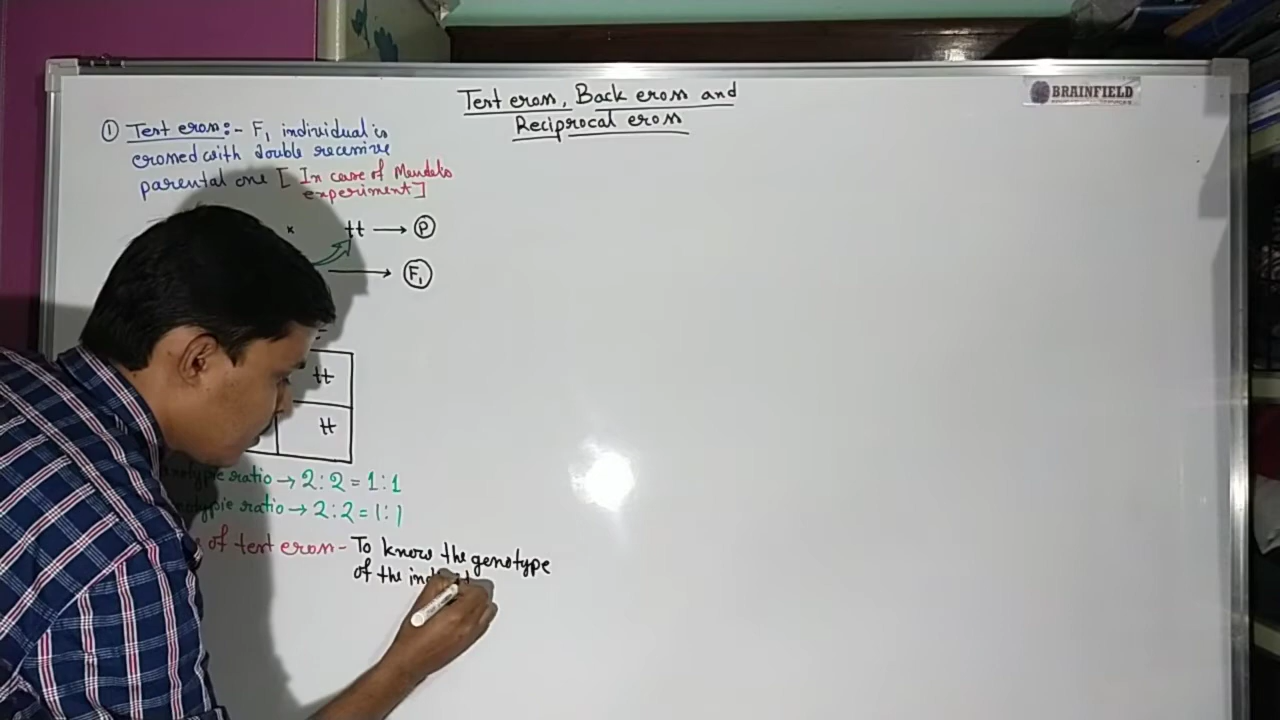 Test cross, Back cross and
Reciprocal cross
BRAINFIELD
① Test cross:- F₁ individual is
crossed with double recessive
parental one [In case of Mendel's
experiment]
× tt → P
→ F₁
tt
tt
ratio → 2:2 = 1:1
ratio → 2:2 = 1:1
of test cross - To know the genotype
of the